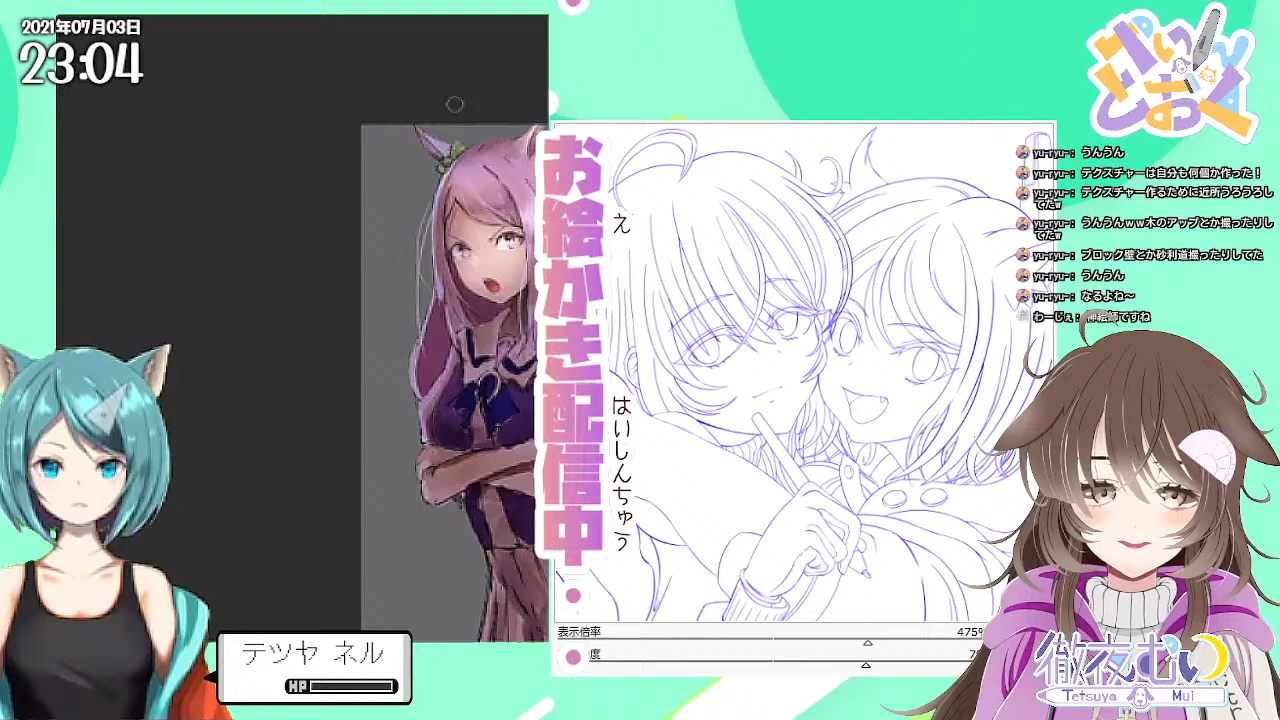 2021年07月03日
23:04
ぱいん
とおく
お絵かき配信中
え
はいしんちゅう
yu-ryu-: うんうん
yu-ryu-: テクスチャーは自分も何個か作った！
yu-ryu-: テクスチャー作るために近所うろうろし
てたw
yu-ryu-: うんうんww木のアップとか撮ったりし
てたw
yu-ryu-: ブロック壁とか砂利道撮ったりしてた
yu-ryu-: うんうん
yu-ryu-: なるよね～
わーじぇ: 神絵師ですね
表示倍率
475%
度
テツヤ ネル
HP
徹夜むい
Tetsuya Mui